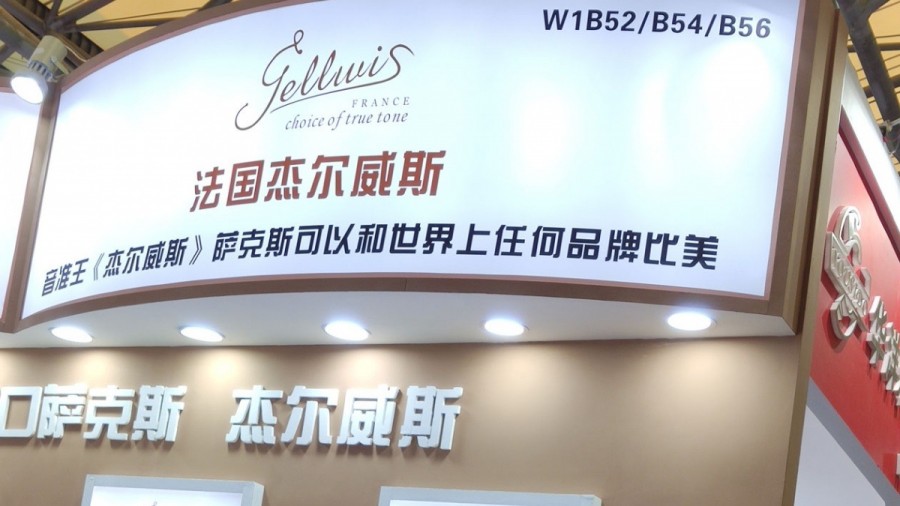 W1B52/B54/B56
Gellwis
FRANCE
choice of true tone
法国杰尔威斯
音准王《杰尔威斯》萨克斯可以和世界上任何品牌比美
口萨克斯 杰尔威斯